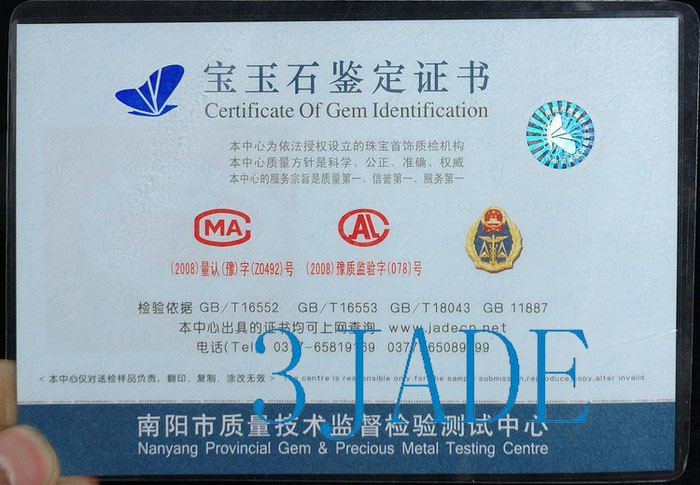 宝玉石鉴定证书
Certificate Of Gem Identification
本中心为依法授权设立的珠宝首饰质检机构
本中心质量方针是科学、公正、准确、权威
本中心的服务宗旨是质量第一、信誉第一、服务第一
MA
AL
(2008)量认(豫)字(Z0492)号
(2008)豫质监验字(078)号
检验依据 GB/T16552 GB/T16553 GB/T18043 GB 11887
本中心出具的证书均可上网查询 www.jadecn.net
电话(Tel
3JADE
<本中心仅对送检样品负责，翻印、复制、涂改无效> centre is responsible only for the sample submission,reproduce,copy,alter invalid.
南阳市质量技术监督检验测试中心
Nanyang Provincial Gem & Precious Metal Testing Centre